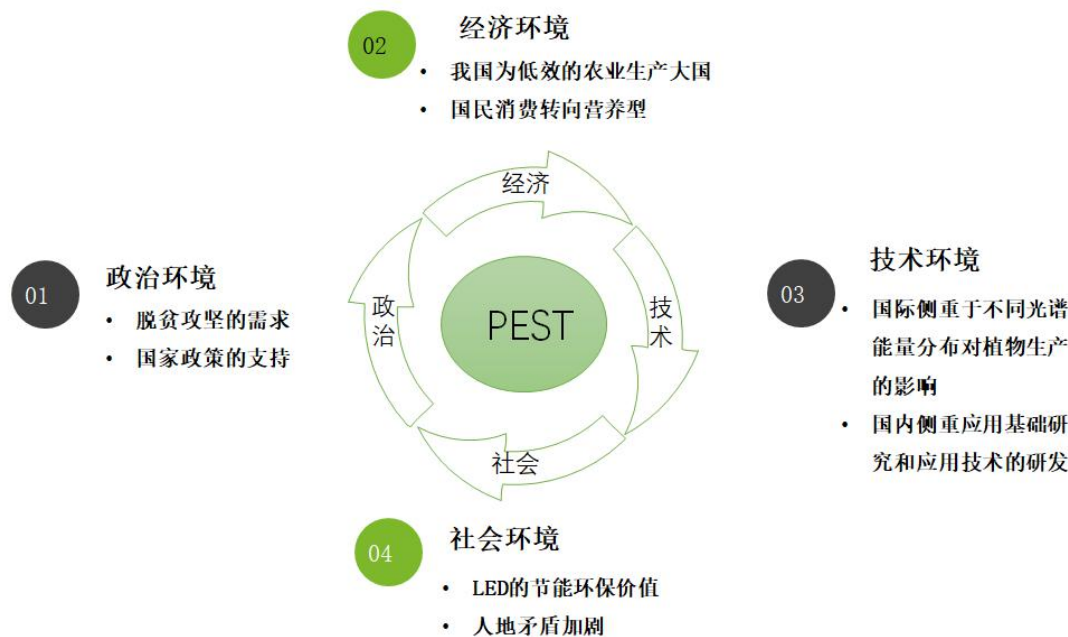 02
经济环境
• 我国为低效的农业生产大国
• 国民消费转向营养型
01
政治环境
• 脱贫攻坚的需求
• 国家政策的支持
经济
政治
PEST
技术
社会
03
技术环境
• 国际侧重于不同光谱
能量分布对植物生产
的影响
• 国内侧重应用基础研
究和应用技术的研发
04
社会环境
• LED的节能环保价值
• 人地矛盾加剧